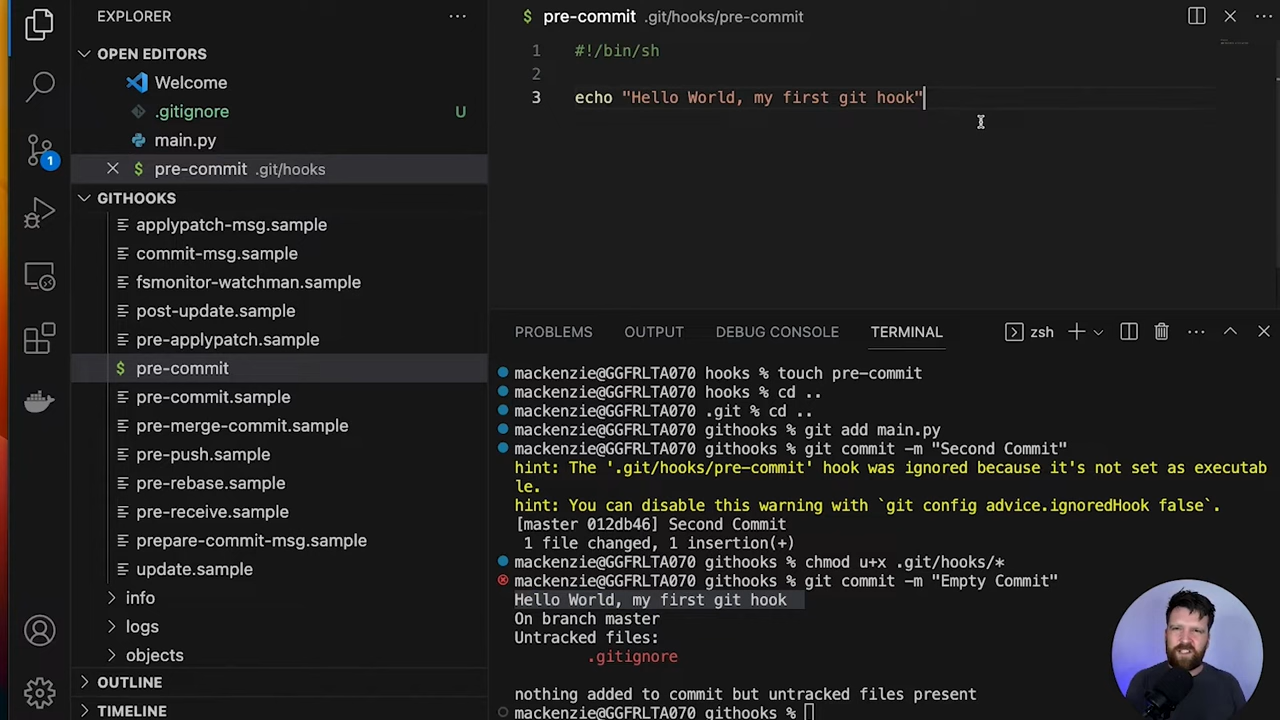 EXPLORER
OPEN EDITORS
Welcome
.gitignore U
main.py
pre-commit .git/hooks
GITHOOKS
applypatch-msg.sample
commit-msg.sample
fsmonitor-watchman.sample
post-update.sample
pre-applypatch.sample
$ pre-commit
pre-commit.sample
pre-merge-commit.sample
pre-push.sample
pre-rebase.sample
pre-receive.sample
prepare-commit-msg.sample
update.sample
info
logs
objects
OUTLINE
TIMELINE
1
$ pre-commit .git/hooks/pre-commit
1 #!/bin/sh
2
3 echo "Hello World, my first git hook"
PROBLEMS OUTPUT DEBUG CONSOLE TERMINAL zsh
mackenzie@GGFRLTA070 hooks % touch pre-commit
mackenzie@GGFRLTA070 hooks % cd ..
mackenzie@GGFRLTA070 .git % cd ..
mackenzie@GGFRLTA070 githooks % git add main.py
mackenzie@GGFRLTA070 githooks % git commit -m "Second Commit"
hint: The '.git/hooks/pre-commit' hook was ignored because it's not set as executab
le.
hint: You can disable this warning with `git config advice.ignoredHook false`.
[master 012db46] Second Commit
1 file changed, 1 insertion(+)
mackenzie@GGFRLTA070 githooks % chmod u+x .git/hooks/*
mackenzie@GGFRLTA070 githooks % git commit -m "Empty Commit"
Hello World, my first git hook
On branch master
Untracked files:
.gitignore
nothing added to commit but untracked files present
mackenzie@GGFRLTA070 githooks %